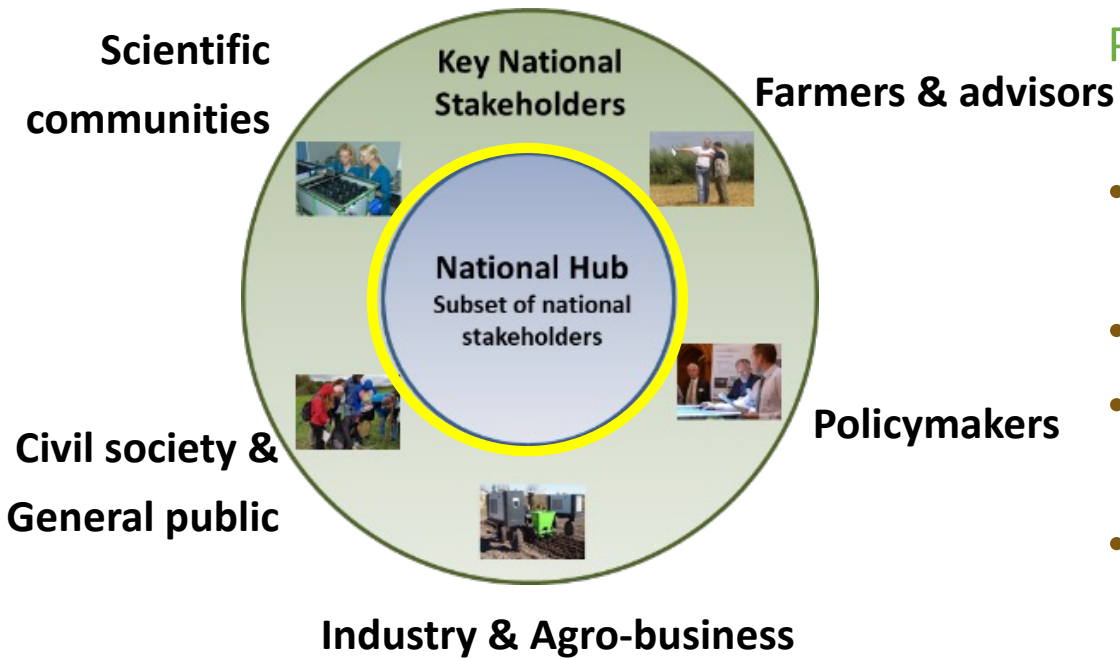 Scientific
communities
Key National
Stakeholders
Farmers & advisors
National Hub
Subset of national
stakeholders
Policymakers
Civil society &
General public
Industry & Agro-business